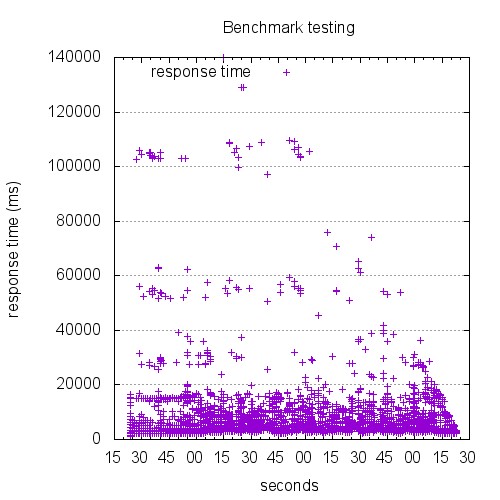 Benchmark testing
140000
response time
120000
100000
80000
response time (ms)
60000
40000
20000
0
15 30 45 00 15 30 45 00 15 30 45 00 15 30
seconds